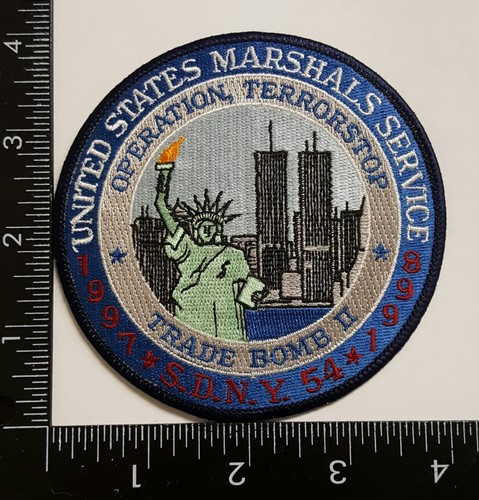 UNITED STATES MARSHALS SERVICE
OPERATION, TERRORSTOP
TRADE BOMB II
1997 * S.D.N.Y. 54 * 1998
4
3
2
1
1
2
3
4